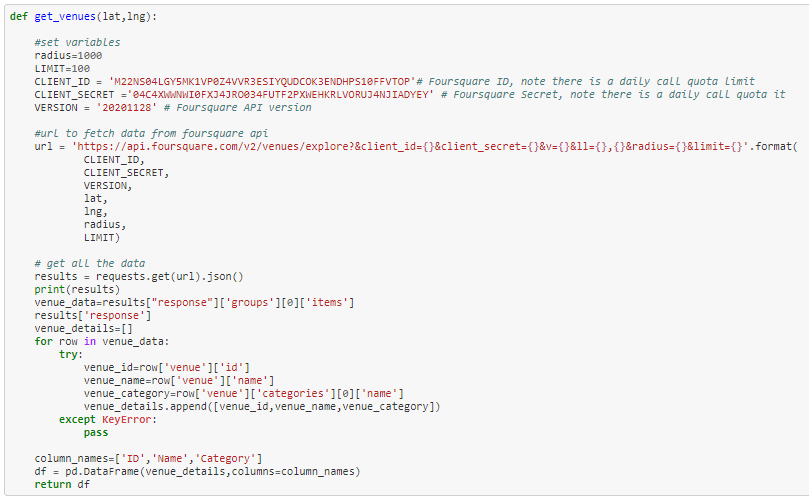 def get_venues(lat,lng):
#set variables
radius=1000
LIMIT=100
CLIENT_ID = 'M22NS04LGY5MK1VP0Z4VVR3ESIYQUDCOK3ENDHPS10FFVTOP'# Foursquare ID, note there is a daily call quota limit
CLIENT_SECRET ='04C4XWWNWI0FXJ4JRO034FUTF2PXWEHKRLVORUJ4NJIADYEY' # Foursquare Secret, note there is a daily call quota it
VERSION = '20201128' # Foursquare API version
#url to fetch data from foursquare api
url = 'https://api.foursquare.com/v2/venues/explore?&client_id={}&client_secret={}&v={}&ll={},{}&radius={}&limit={}'.format(
CLIENT_ID,
CLIENT_SECRET,
VERSION,
lat,
lng,
radius,
LIMIT)
# get all the data
results = requests.get(url).json()
print(results)
venue_data=results["response"]['groups'][0]['items']
results['response']
venue_details=[]
for row in venue_data:
try:
venue_id=row['venue']['id']
venue_name=row['venue']['name']
venue_category=row['venue']['categories'][0]['name']
venue_details.append([venue_id,venue_name,venue_category])
except KeyError:
pass
column_names=['ID','Name','Category']
df = pd.DataFrame(venue_details,columns=column_names)
return df